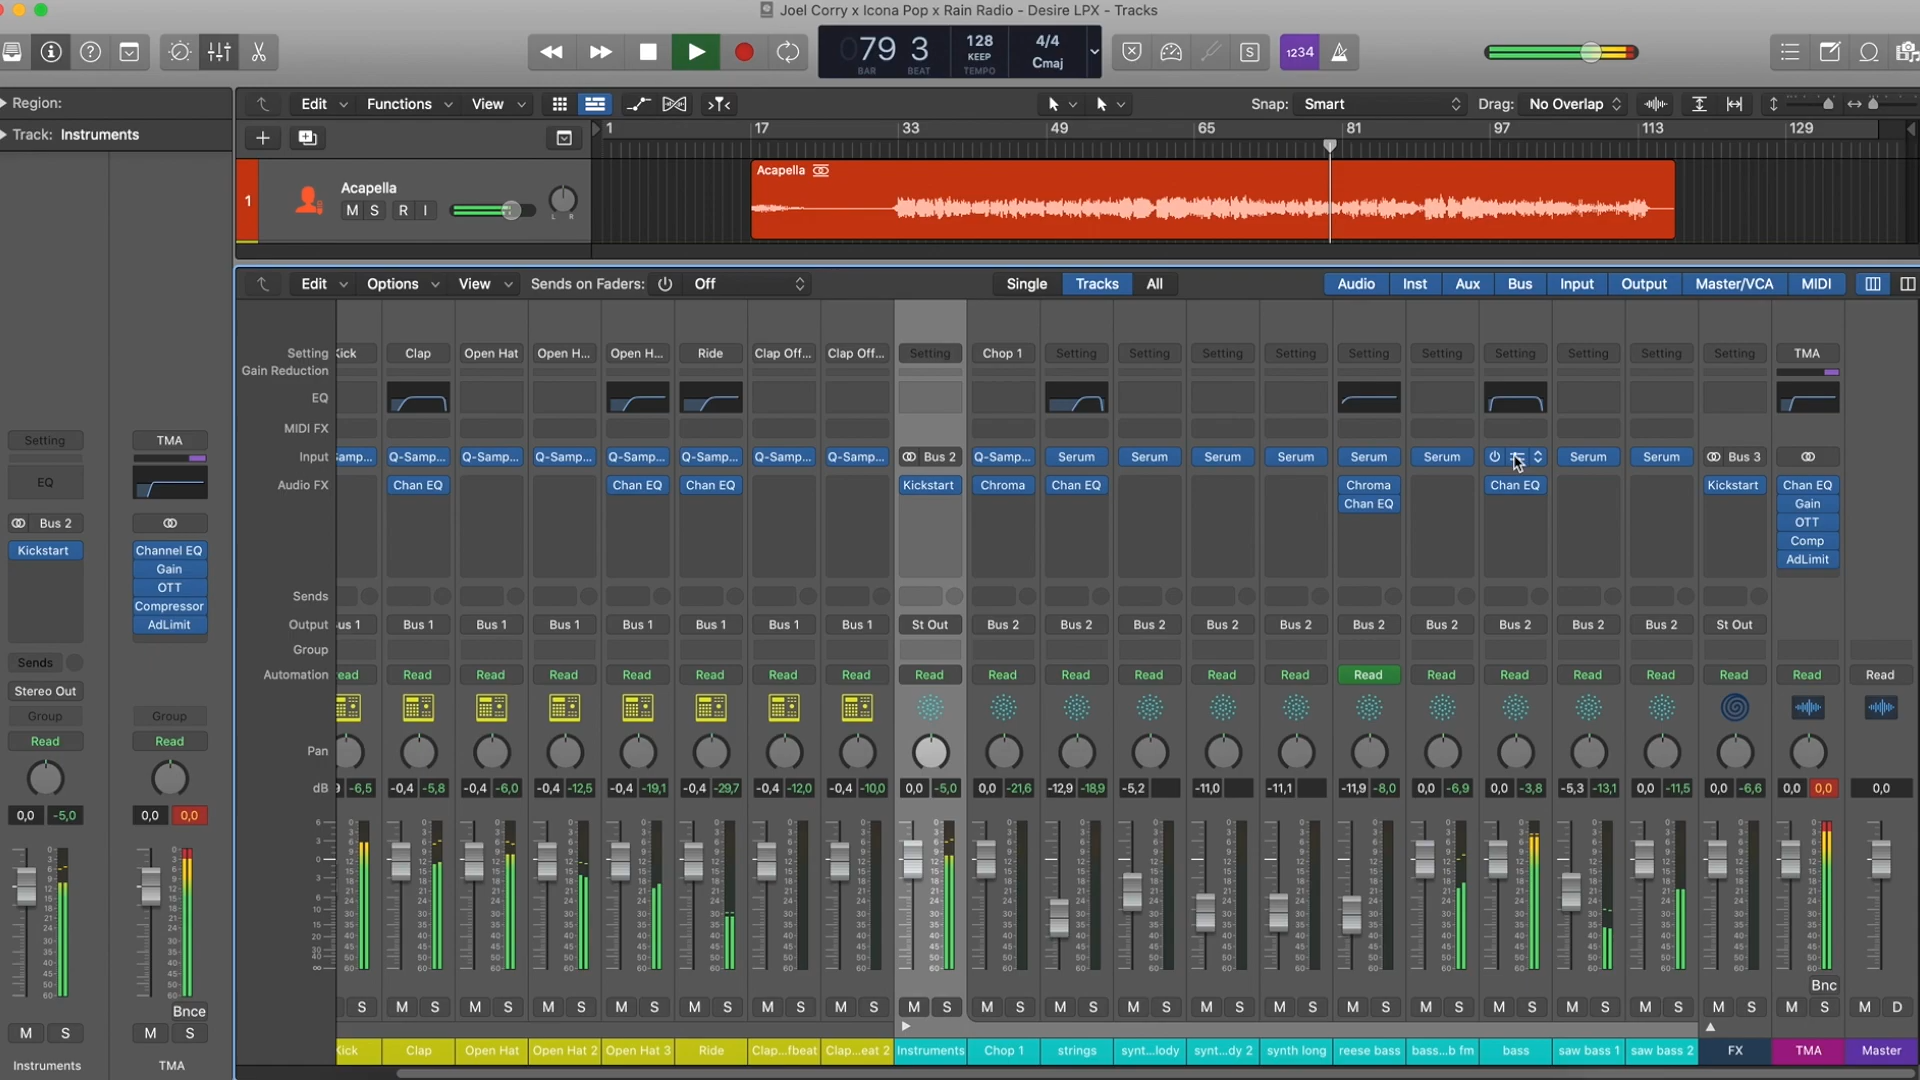 Joel Corry x Icona Pop x Rain Radio - Desire LPX - Tracks
079 3 128 4/4
KEEP Cmaj
BAR BEAT TEMPO
1234
Region:
Edit Functions View Snap: Smart Drag: No Overlap
Track: Instruments
1 17 33 49 65 81 97 113 129
Acapella
1 Acapella
M S R I
L R
Edit Options View Sends on Faders: Off Single Tracks All Audio Inst Aux Bus Input Output Master/VCA MIDI
Setting Kick Clap Open Hat Open H... Open H... Ride Clap Off... Clap Off... Setting Chop 1 Setting Setting Setting Setting Setting Setting Setting Setting Setting Setting TMA
Gain Reduction
EQ
MIDI FX
Input Samp... Q-Samp... Q-Samp... Q-Samp... Q-Samp... Q-Samp... Q-Samp... Q-Samp... Bus 2 Q-Samp... Serum Serum Serum Serum Serum Serum Serum Serum Bus 3
Audio FX Chan EQ Chan EQ Chan EQ Kickstart Chroma Chan EQ Chroma Chan EQ Kickstart Chan EQ
Chan EQ Gain
OTT
Comp
AdLimit
Sends
Output us 1 Bus 1 Bus 1 Bus 1 Bus 1 Bus 1 Bus 1 Bus 1 St Out Bus 2 Bus 2 Bus 2 Bus 2 Bus 2 Bus 2 Bus 2 Bus 2 Bus 2 Bus 2 St Out
Group
Automation ead Read Read Read Read Read Read Read Read Read Read Read Read Read Read Read Read Read Read Read Read Read
Pan
dB 9 -6,5 -0,4 -5,8 -0,4 -6,0 -0,4 -12,5 -0,4 -19,1 -0,4 -29,7 -0,4 -12,0 -0,4 -10,0 0,0 -5,0 0,0 -21,6 -12,9 -18,9 -5,2 -11,0 -11,1 -11,9 -8,0 0,0 -6,9 0,0 -3,8 -5,3 -13,1 0,0 -11,5 0,0 -6,6 0,0 0,0 0,0
Bnc
S M S M S M S M S M S M S M S M S M S M S M S M S M S M S M S M S M S M S M S M S M D
Kick Clap Open Hat Open Hat 2 Open Hat 3 Ride Clap...fbeat Clap...eat 2 Instruments Chop 1 strings synt...lody synt...dy 2 synth long reese bass bass...b fm bass saw bass 1 saw bass 2 FX TMA Master
Setting TMA
EQ
Bus 2
Kickstart Channel EQ
Gain
OTT
Compressor
AdLimit
Sends
Stereo Out
Group Group
Read Read
0,0 -5,0 0,0 0,0
Bnce
M S M S
Instruments TMA